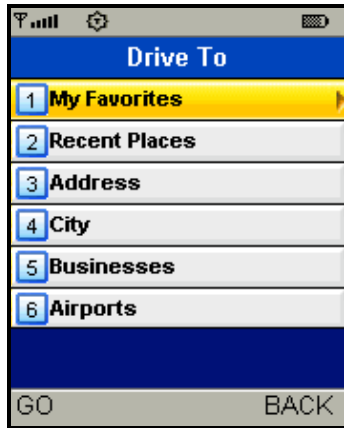 Drive To
1 My Favorites
2 Recent Places
3 Address
4 City
5 Businesses
6 Airports
GO BACK